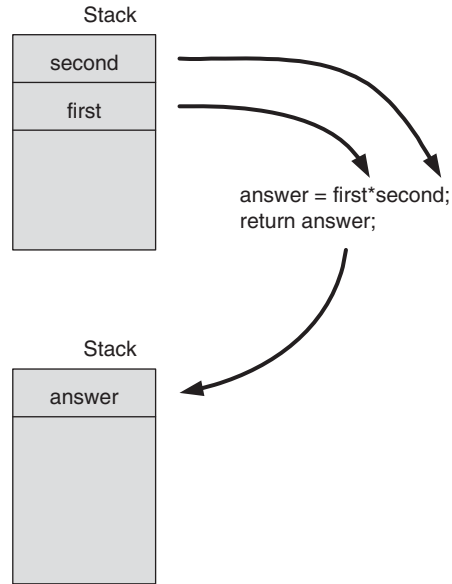 Stack
second
first
answer = first*second;
return answer;
Stack
answer